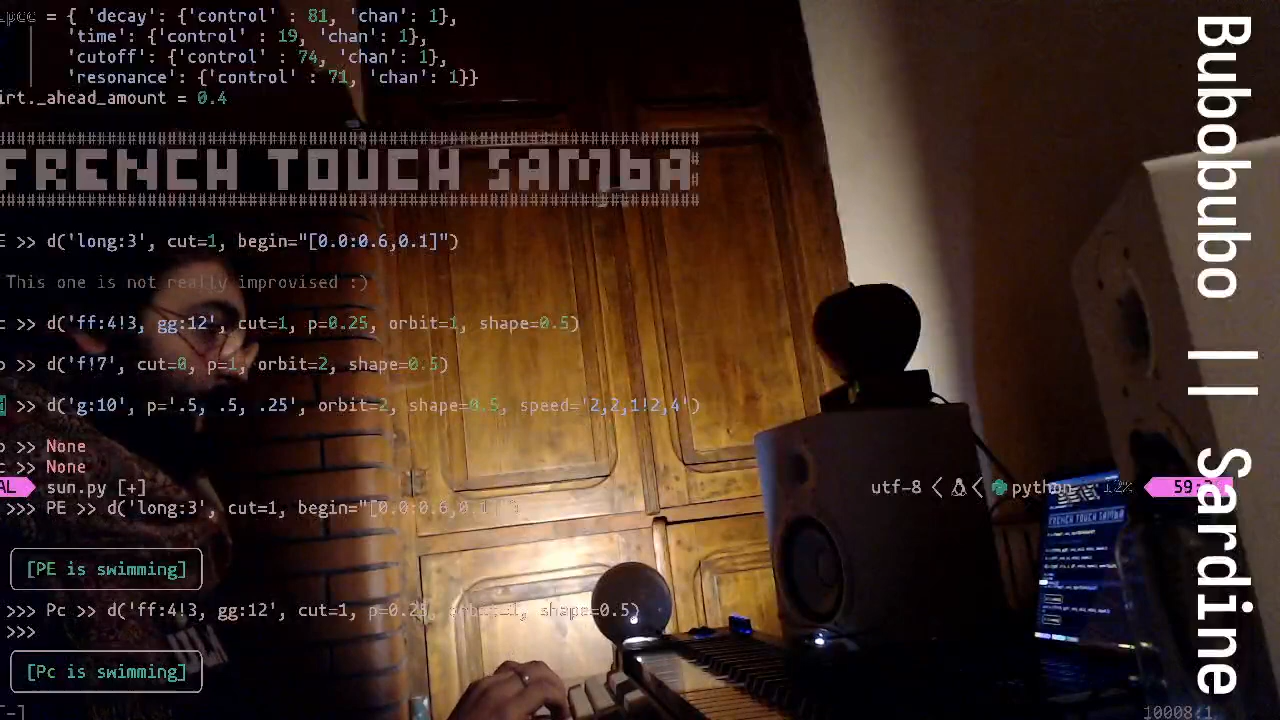 = { 'decay': {'control' : 81, 'chan': 1},
'time': {'control' : 19, 'chan': 1},
'cutoff': {'control' : 74, 'chan': 1},
'resonance': {'control' : 71, 'chan': 1}}
irt._ahead_amount = 0.4
FRENCH TOUCH SAMBA
E >> d('long:3', cut=1, begin="[0.0:0.6,0.1]")
This one is not really improvised :)
c >> d('ff:4!3, gg:12', cut=1, p=0.25, orbit=1, shape=0.5)
>> d('f!7', cut=0, p=1, orbit=2, shape=0.5)
>> d('g:10', p='.5, .5, .25', orbit=2, shape=0.5, speed='2,2,1!2,4')
>> None
c >> None
AL sun.py [+] utf-8 python 12% 59:
>>> PE >> d('long:3', cut=1, begin="[0.0:0.6,0.1]")
[PE is swimming]
>>> Pc >> d('ff:4!3, gg:12', cut=1, p=0.25, orbit=1, shape=0.5)
>>>
[Pc is swimming]
[-]
10008:1
Bubobubo || Sardine
FRENCH TOUCH SAMBA